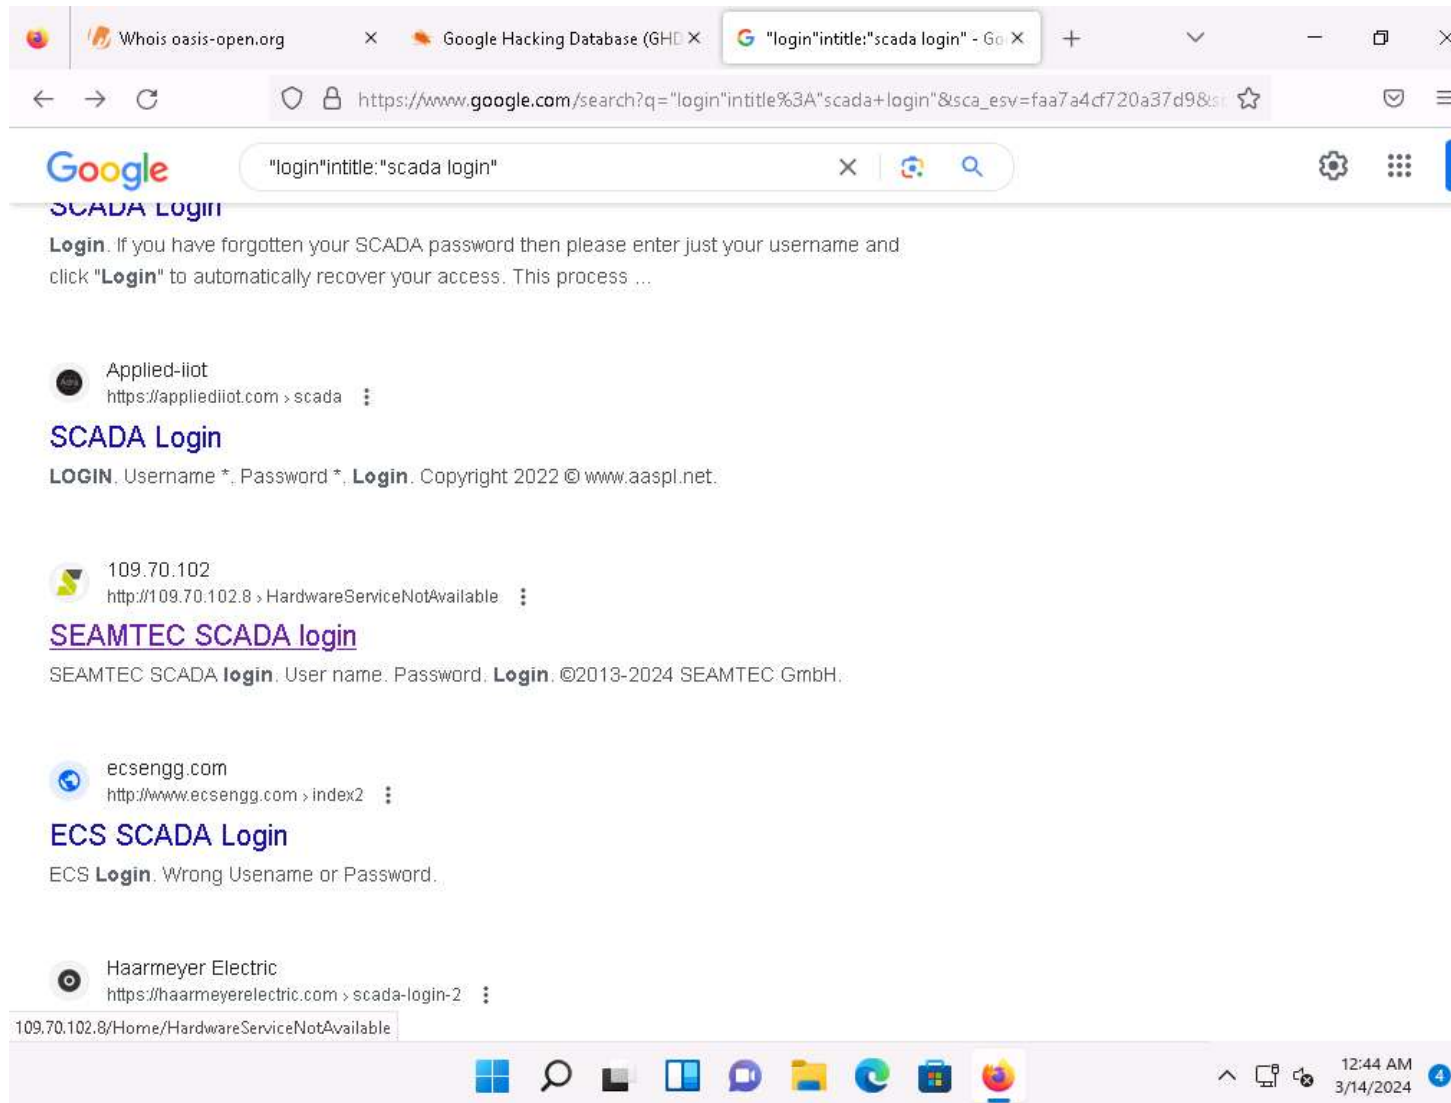 Whois oasis-open.org
Google Hacking Database (GHD
"login"intitle:"scada login" - Go
https://www.google.com/search?q="login"intitle%3A"scada+login"&sca_esv=faa7a4cf720a37d9&s
Google
"login"intitle:"scada login"
SCADA Login
Login. If you have forgotten your SCADA password then please enter just your username and
click "Login" to automatically recover your access. This process ...
Applied-iiot
https://appliediiot.com › scada
SCADA Login
LOGIN. Username *. Password *. Login. Copyright 2022 © www.aaspl.net.
109.70.102
http://109.70.102.8 › HardwareServiceNotAvailable
SEAMTEC SCADA login
SEAMTEC SCADA login. User name. Password. Login. ©2013-2024 SEAMTEC GmbH.
ecsengg.com
http://www.ecsengg.com › index2
ECS SCADA Login
ECS Login. Wrong Usename or Password.
Haarmeyer Electric
https://haarmeyerelectric.com › scada-login-2
109.70.102.8/Home/HardwareServiceNotAvailable
12:44 AM
3/14/2024
4